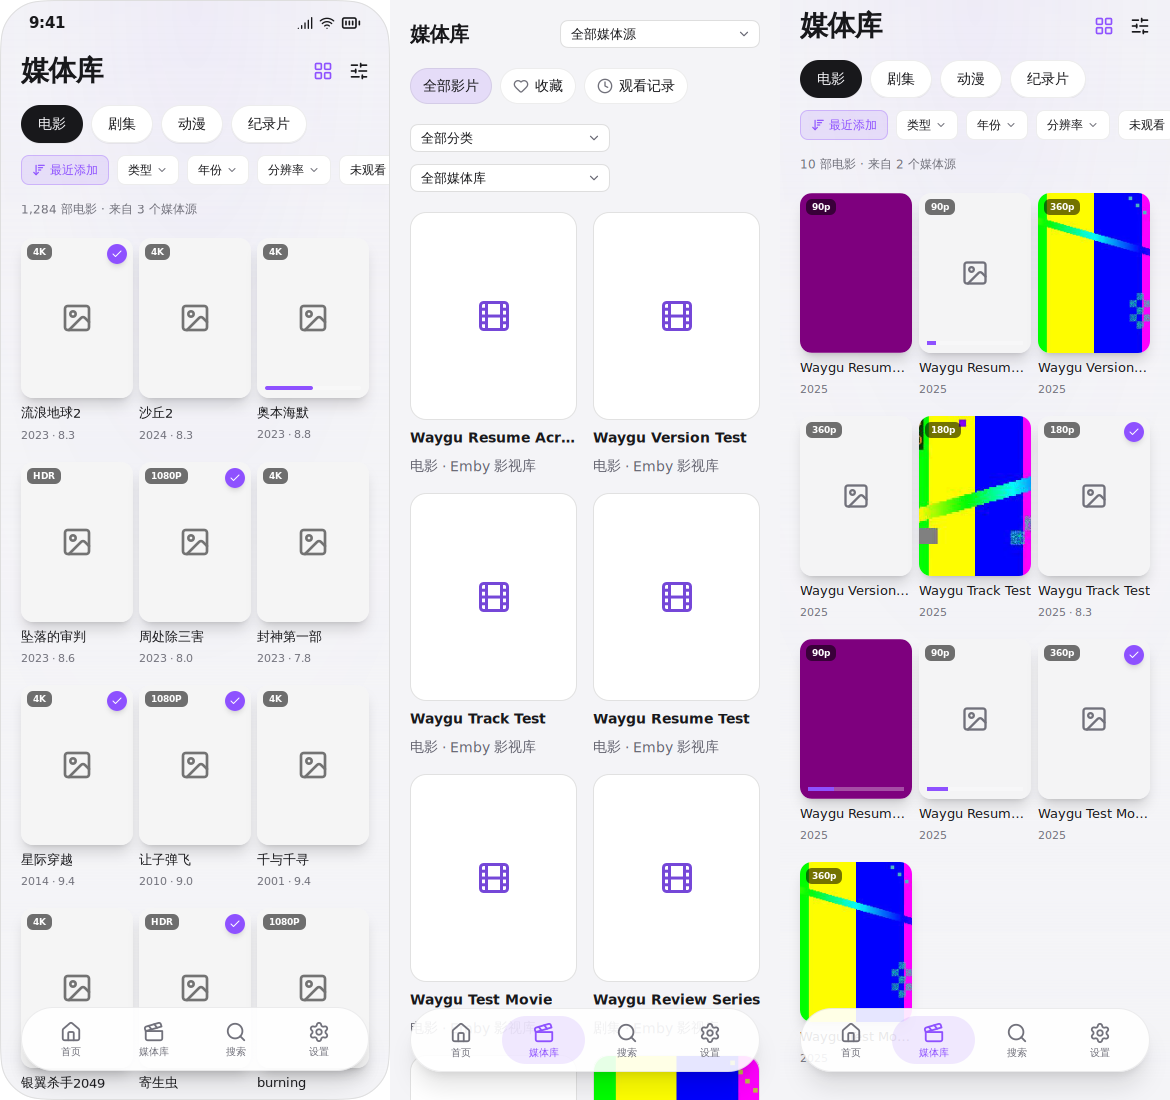 9:41
媒体库
电影 剧集 动漫 纪录片
最近添加 类型 年份 分辨率 未观看
1,284 部电影 · 来自 3 个媒体源
4K 4K 4K
流浪地球2 沙丘2 奥本海默
2023 · 8.3 2024 · 8.3 2023 · 8.8
HDR 1080P 4K
坠落的审判 周处除三害 封神第一部
2023 · 8.6 2023 · 8.0 2023 · 7.8
4K 1080P 4K
星际穿越 让子弹飞 千与千寻
2014 · 9.4 2010 · 9.0 2001 · 9.4
4K HDR 1080P
首页 媒体库 搜索 设置
银翼杀手2049 寄生虫 burning
媒体库 全部媒体源
全部影片 收藏 观看记录
全部分类
全部媒体库
Waygu Resume Acr... Waygu Version Test
电影 · Emby 影视库 电影 · Emby 影视库
Waygu Track Test Waygu Resume Test
电影 · Emby 影视库 电影 · Emby 影视库
Waygu Test Movie Waygu Review Series
电影 · Emby 影视库 剧集 · Emby 影视库
首页 媒体库 搜索 设置
媒体库
电影 剧集 动漫 纪录片
最近添加 类型 年份 分辨率 未观看
10 部电影 · 来自 2 个媒体源
90p 90p 360p
Waygu Resum... Waygu Resum... Waygu Version...
2025 2025 2025
360p 180p 180p
Waygu Version... Waygu Track Test Waygu Track Test
2025 2025 2025 · 8.3
90p 90p 360p
Waygu Resum... Waygu Resum... Waygu Test Mo...
2025 2025 2025
360p
Waygu Test Mo...
2025
首页 媒体库 搜索 设置